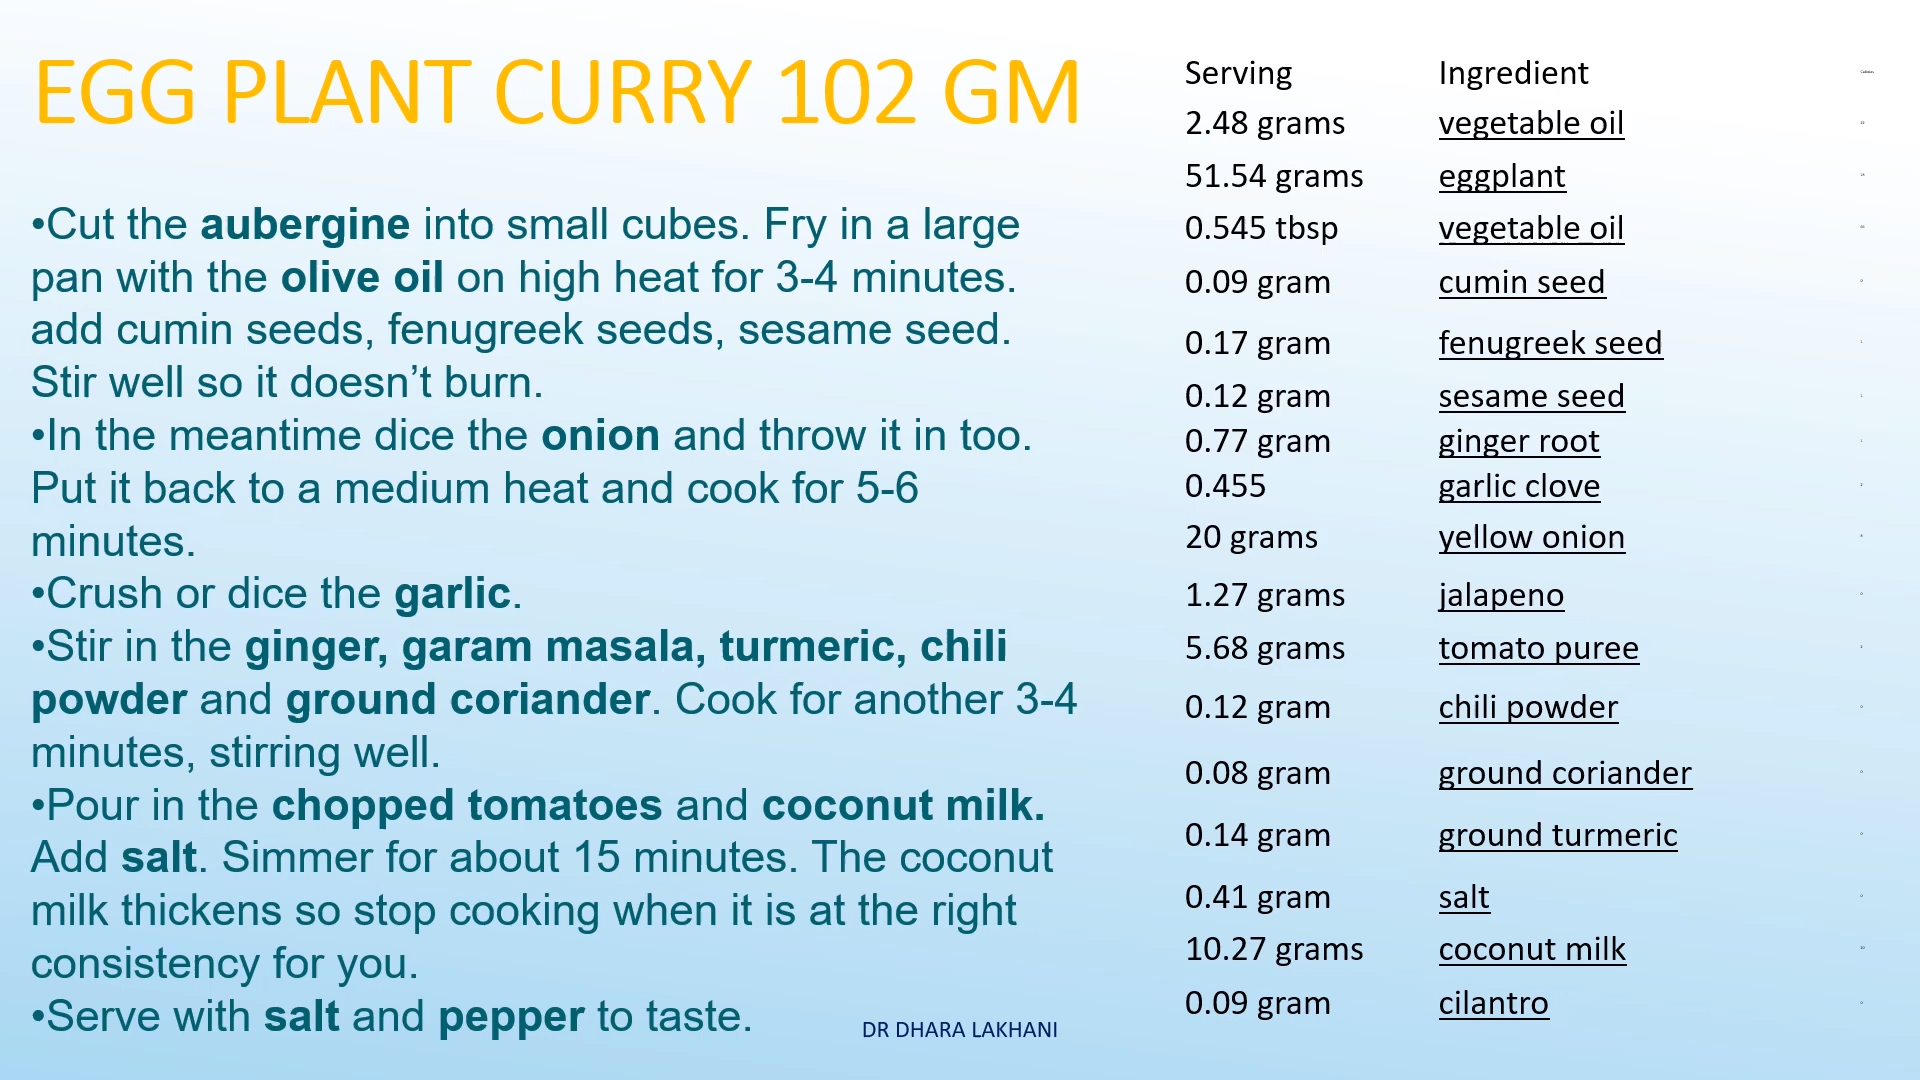 EGG PLANT CURRY 102 GM
•Cut the aubergine into small cubes. Fry in a large
pan with the olive oil on high heat for 3-4 minutes.
add cumin seeds, fenugreek seeds, sesame seed.
Stir well so it doesn’t burn.
•In the meantime dice the onion and throw it in too.
Put it back to a medium heat and cook for 5-6
minutes.
•Crush or dice the garlic.
•Stir in the ginger, garam masala, turmeric, chili
powder and ground coriander. Cook for another 3-4
minutes, stirring well.
•Pour in the chopped tomatoes and coconut milk.
Add salt. Simmer for about 15 minutes. The coconut
milk thickens so stop cooking when it is at the right
consistency for you.
•Serve with salt and pepper to taste.
DR DHARA LAKHANI
Serving Ingredient
2.48 grams vegetable oil
51.54 grams eggplant
0.545 tbsp vegetable oil
0.09 gram cumin seed
0.17 gram fenugreek seed
0.12 gram sesame seed
0.77 gram ginger root
0.455 garlic clove
20 grams yellow onion
1.27 grams jalapeno
5.68 grams tomato puree
0.12 gram chili powder
0.08 gram ground coriander
0.14 gram ground turmeric
0.41 gram salt
10.27 grams coconut milk
0.09 gram cilantro